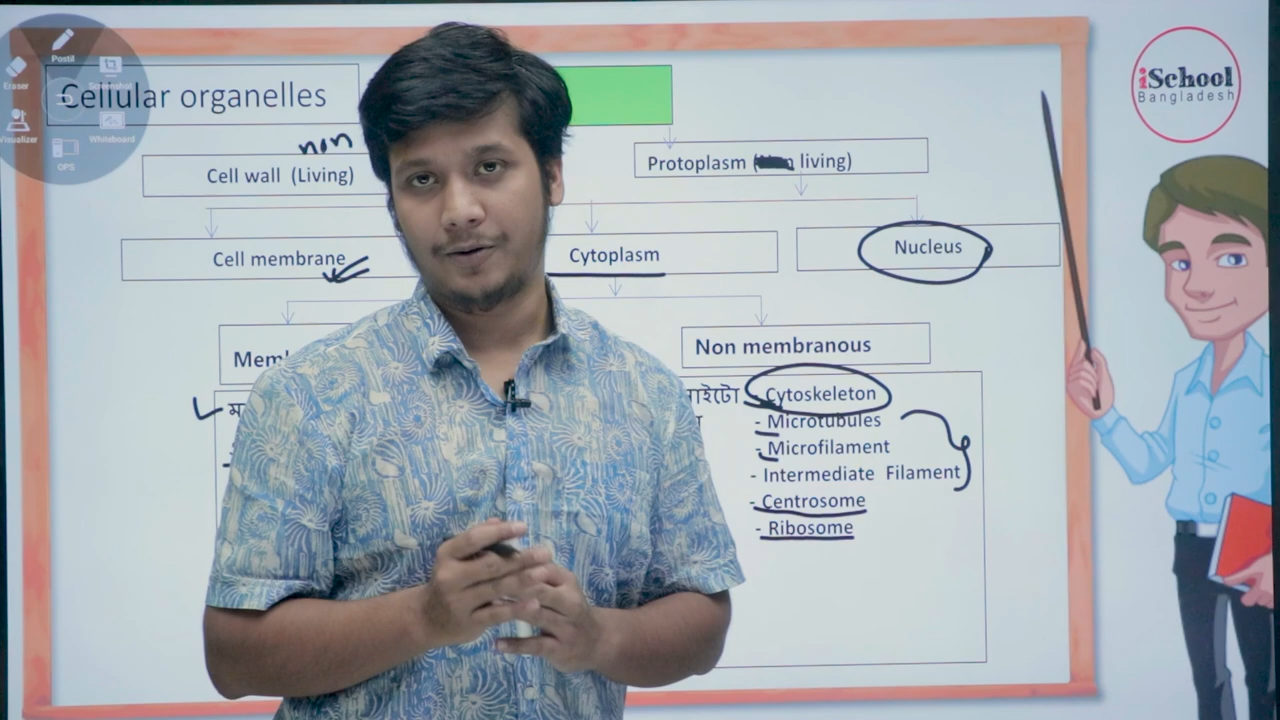 Postil
Eraser
Screenshot
Visualizer
Whiteboard
OPS
Cellular organelles
iSchool
Bangladesh
non
Cell wall (Living)
Protoplasm ( living)
Cell membrane
Cytoplasm
Nucleus
Non membranous
- Cytoskeleton
- Microtubules
- Microfilament
- Intermediate Filament
- Centrosome
- Ribosome